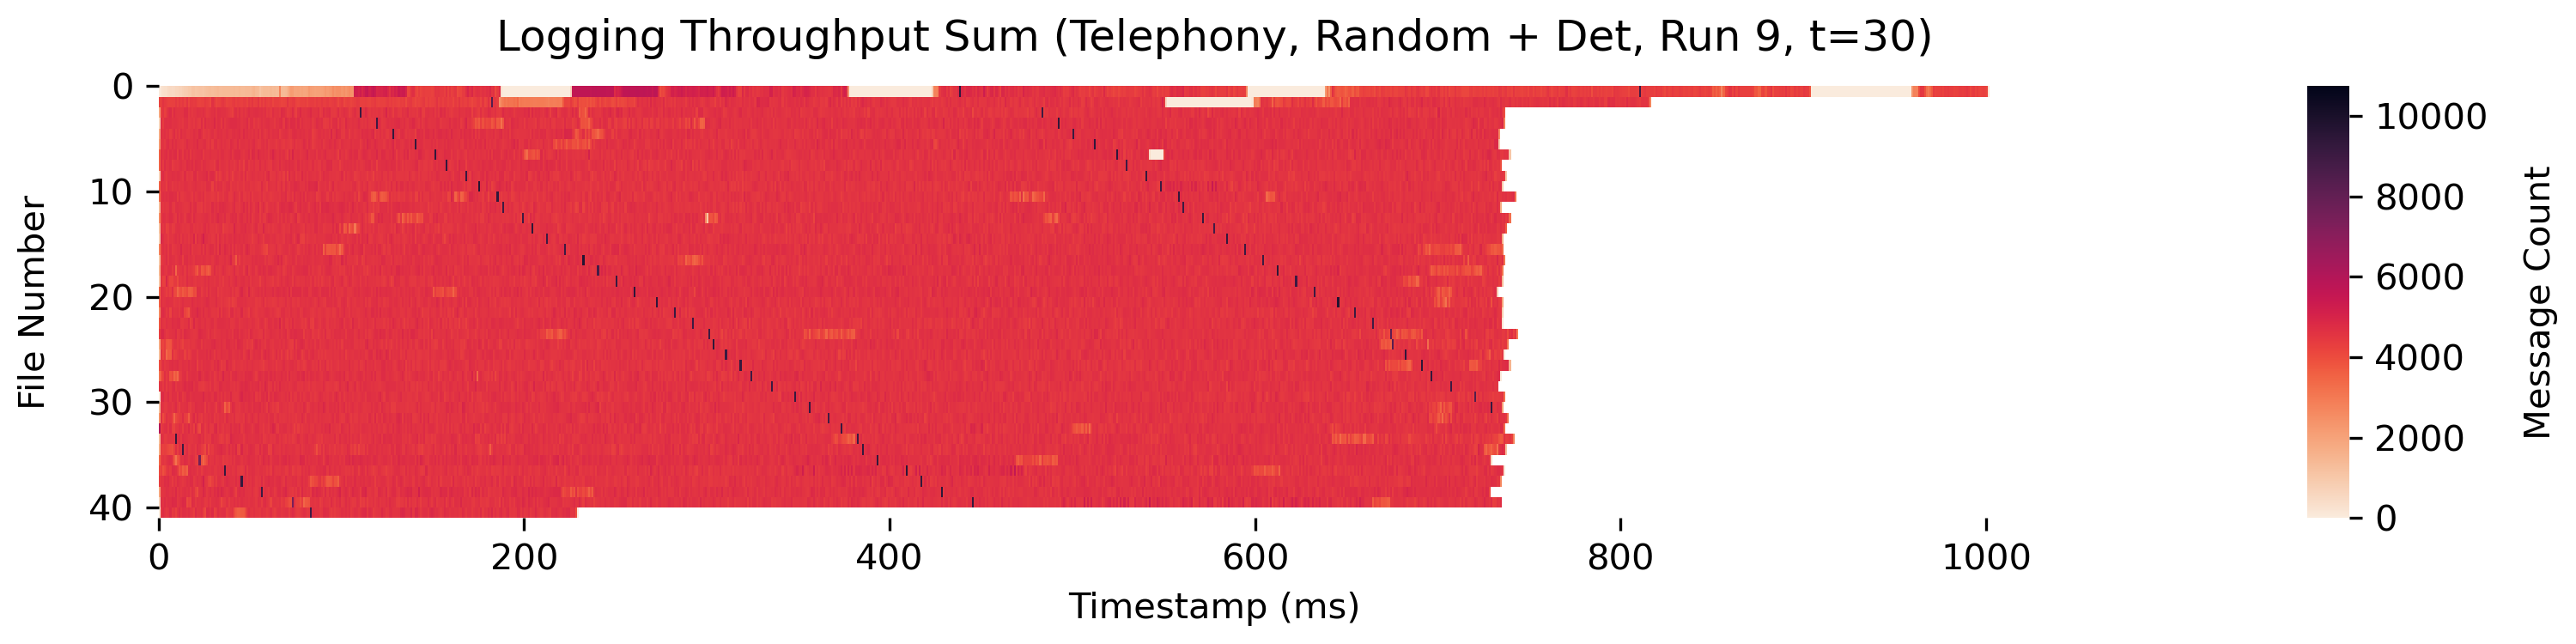 Logging Throughput Sum (Telephony, Random + Det, Run 9, t=30)
0
10
20
30
40
File Number
0 200 400 600 800 1000
Timestamp (ms)
10000
8000
6000
4000
2000
0
Message Count